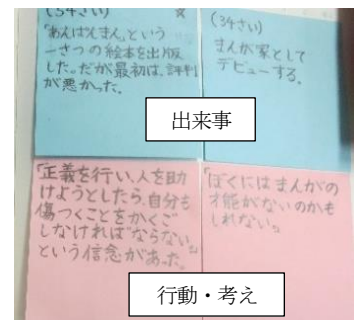 (54さい)
「あんぱんまん」という
一さつの絵本を出版
した。だが最初は、評判
が悪かった。
(34さい)
まんが家として
デビューする。
出来事
「正義を行い、人を助
けようとしたら、自分も
傷つくことをかくご
しなければならない。」
という信念があった。
「ぼくにはまんがの
才能がないのかも
しれない。」
行動・考え